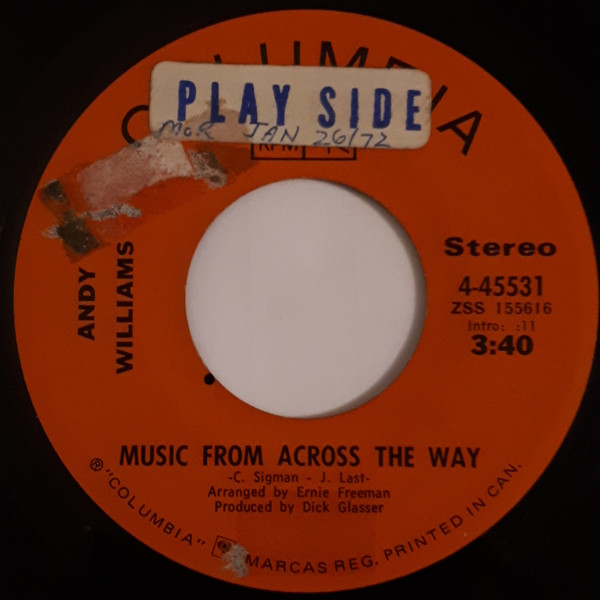 COLUMBIA
PLAY SIDE
MOR JAN 26/72
RPM
ANDY
WILLIAMS
Stereo
4-45531
ZSS 155616
Intro: :11
3:40
MUSIC FROM ACROSS THE WAY
-C. Sigman - J. Last-
Arranged by Ernie Freeman
Produced by Dick Glasser
® "COLUMBIA" MARCAS REG. PRINTED IN CAN.